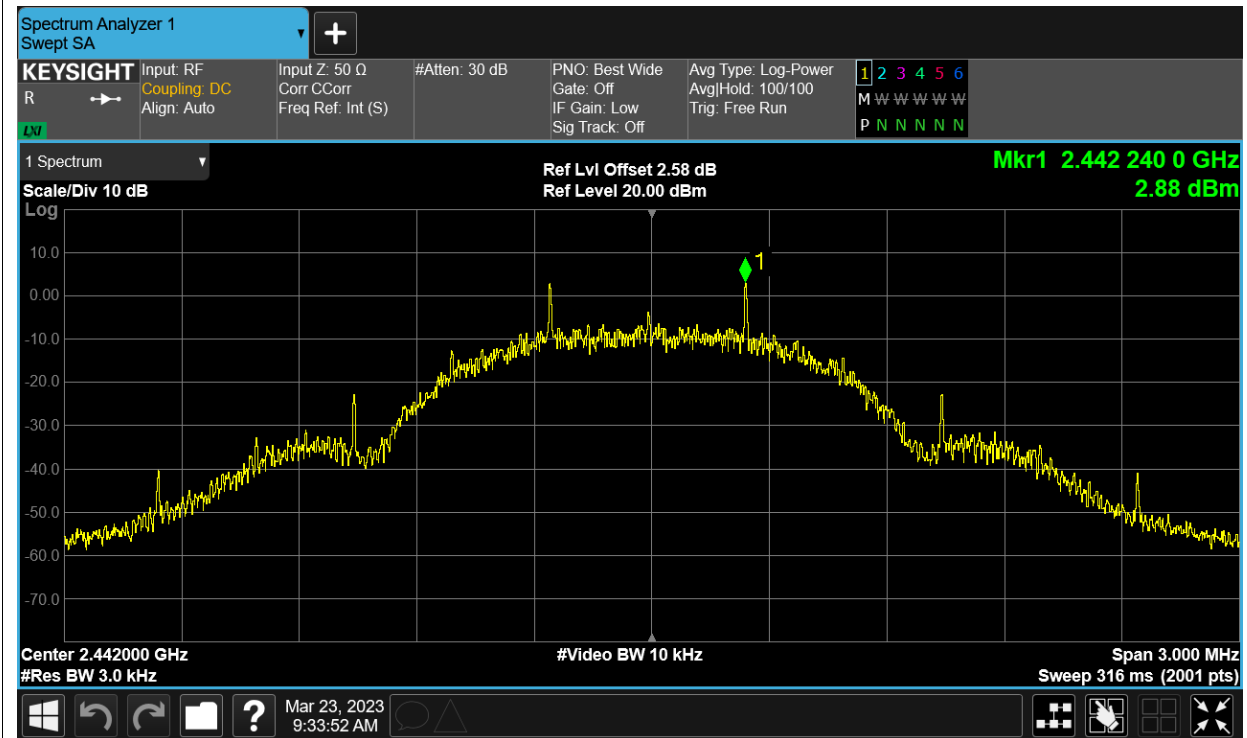 Spectrum Analyzer 1
Swept SA
KEYSIGHT
R
LXI
Input: RF
Coupling: DC
Align: Auto
Input Z: 50 Ω
Corr CCorr
Freq Ref: Int (S)
#Atten: 30 dB
PNO: Best Wide
Gate: Off
IF Gain: Low
Sig Track: Off
Avg Type: Log-Power
Avg|Hold: 100/100
Trig: Free Run
1 2 3 4 5 6
M W W W W W
P N N N N N
1 Spectrum
Scale/Div 10 dB
Log
Ref Lvl Offset 2.58 dB
Ref Level 20.00 dBm
Mkr1 2.442 240 0 GHz
2.88 dBm
1
10.0
0.00
-10.0
-20.0
-30.0
-40.0
-50.0
-60.0
-70.0
Center 2.442000 GHz
#Video BW 10 kHz
Span 3.000 MHz
#Res BW 3.0 kHz
Sweep 316 ms (2001 pts)
?
Mar 23, 2023
9:33:52 AM